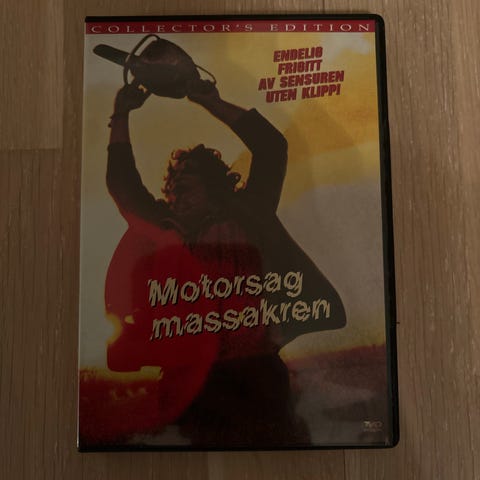 COLLECTOR'S EDITION
ENDELIG
FRIGITT
AV SENSUREN
UTEN KLIPP!
Motorsag
massakren
DVD